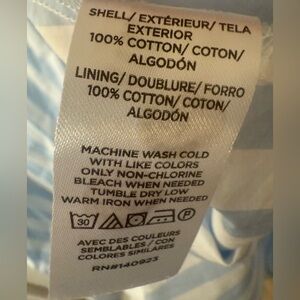 SHELL/ EXTÉRIEUR/ TELA
EXTERIOR
100% COTTON/ COTON/
ALGODÓN
LINING/ DOUBLURE/ FORRO
100% COTTON/ COTON/
ALGODÓN
MACHINE WASH COLD
WITH LIKE COLORS
ONLY NON-CHLORINE
BLEACH WHEN NEEDED
TUMBLE DRY LOW
WARM IRON WHEN NEEDED
30
AVEC DES COULEURS
SEMBLABLES / CON
COLORES SIMILARES
RN#140923